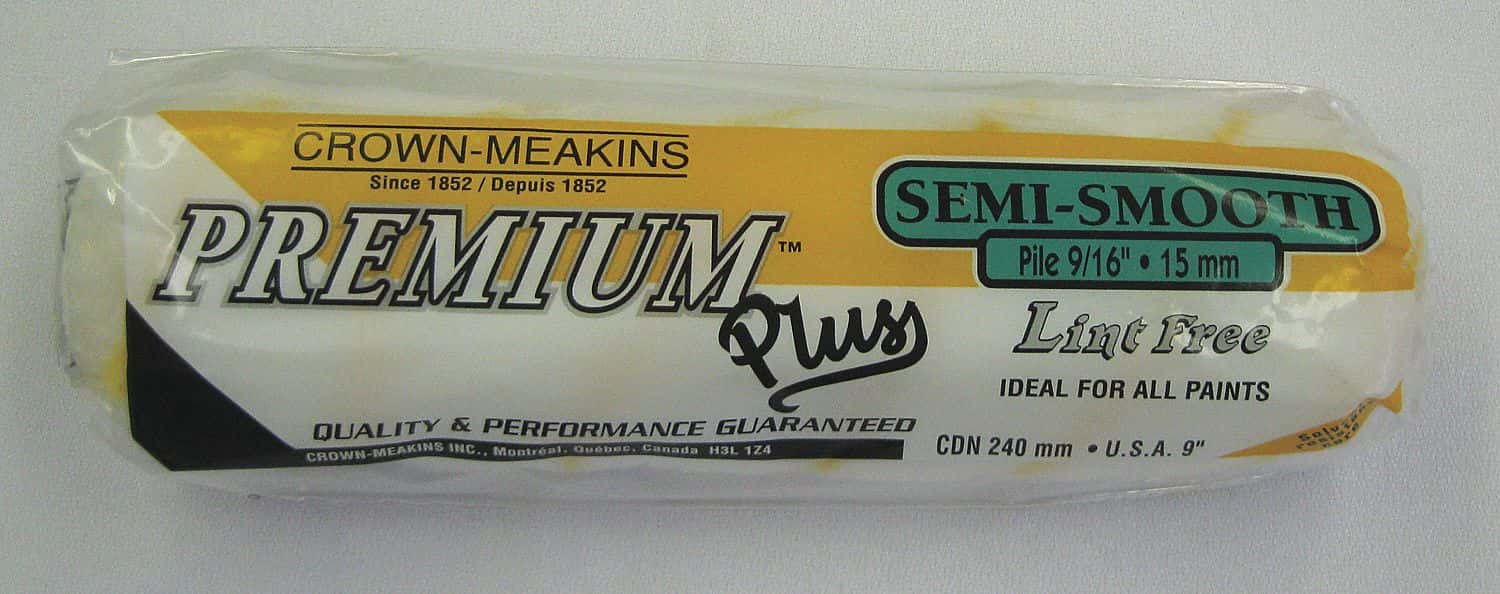 CROWN-MEAKINS
Since 1852 / Depuis 1852
PREMIUM™
Plus
SEMI-SMOOTH
Pile 9/16" • 15 mm
Lint Free
IDEAL FOR ALL PAINTS
QUALITY & PERFORMANCE GUARANTEED
CROWN-MEAKINS INC., Montréal, Québec, Canada H3L 1Z4
CDN 240 mm • U.S.A. 9"
core